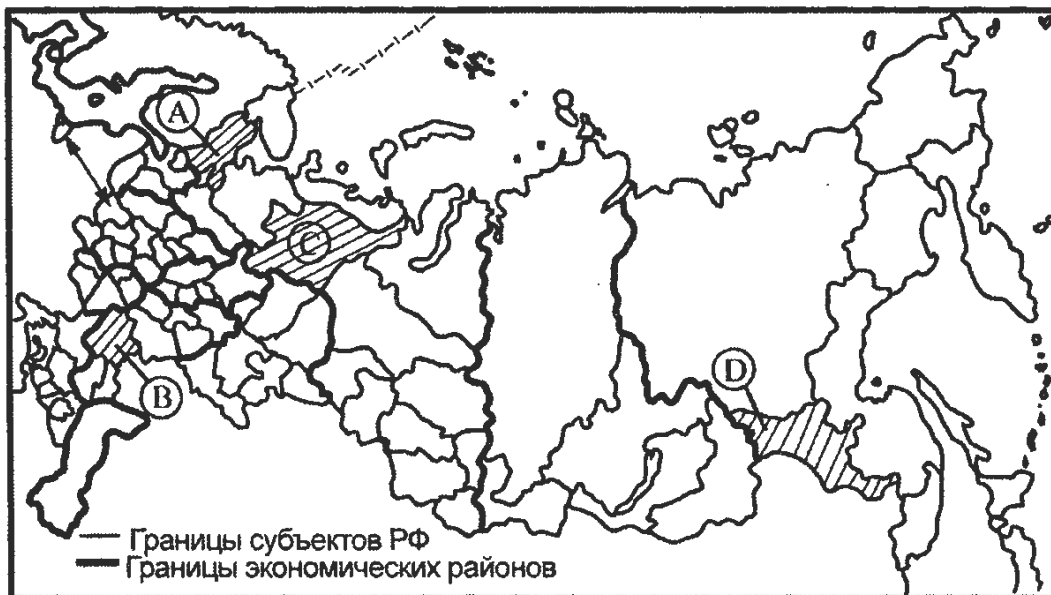 A
C
D
B
Границы субъектов РФ
Границы экономических районов